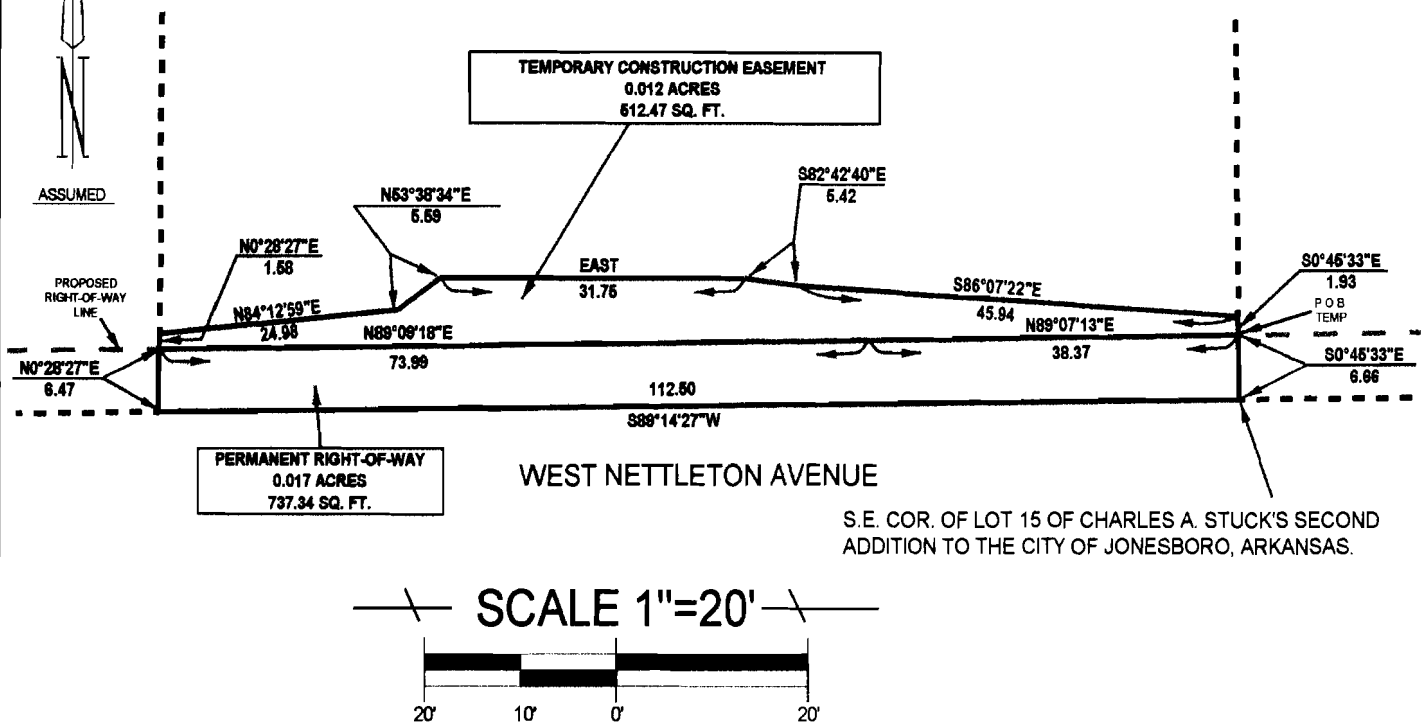 TEMPORARY CONSTRUCTION EASEMENT
0.012 ACRES
512.47 SQ. FT.
N
ASSUMED
N53°38'34"E
5.59
S82°42'40"E
5.42
N0°28'27"E
1.58
EAST
31.75
S86°07'22"E
45.94
S0°45'33"E
1.93
P O B
TEMP
PROPOSED
RIGHT-OF-WAY
LINE
N84°12'59"E
24.98
N89°09'18"E
73.99
N89°07'13"E
38.37
N0°28'27"E
6.47
S0°45'33"E
6.66
112.50
S89°14'27"W
PERMANENT RIGHT-OF-WAY
0.017 ACRES
737.34 SQ. FT.
WEST NETTLETON AVENUE
S.E. COR. OF LOT 15 OF CHARLES A. STUCK'S SECOND
ADDITION TO THE CITY OF JONESBORO, ARKANSAS.
SCALE 1"=20'
20' 10' 0' 20'